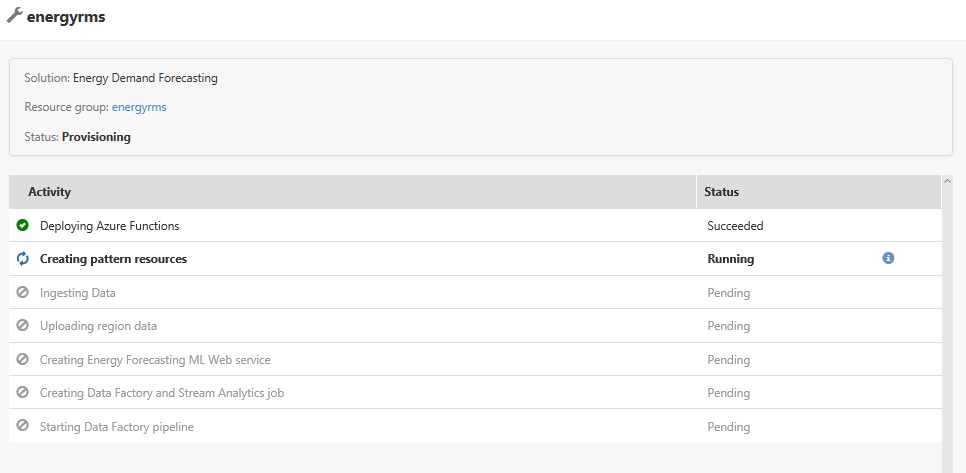 energyrms
Solution: Energy Demand Forecasting
Resource group: energyrms
Status: Provisioning
Activity Status
Deploying Azure Functions Succeeded
Creating pattern resources Running
Ingesting Data Pending
Uploading region data Pending
Creating Energy Forecasting ML Web service Pending
Creating Data Factory and Stream Analytics job Pending
Starting Data Factory pipeline Pending